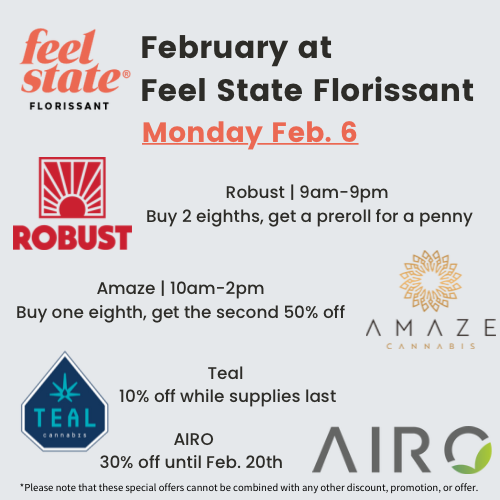 feel
state®
FLORISSANT
February at
Feel State Florissant
Monday Feb. 6
ROBUST
Robust | 9am-9pm
Buy 2 eighths, get a preroll for a penny
Amaze | 10am-2pm
Buy one eighth, get the second 50% off
AMAZE
CANNABIS
TEAL
cannabis
Teal
10% off while supplies last
AIRO
30% off until Feb. 20th
AIRO
*Please note that these special offers cannot be combined with any other discount, promotion, or offer.